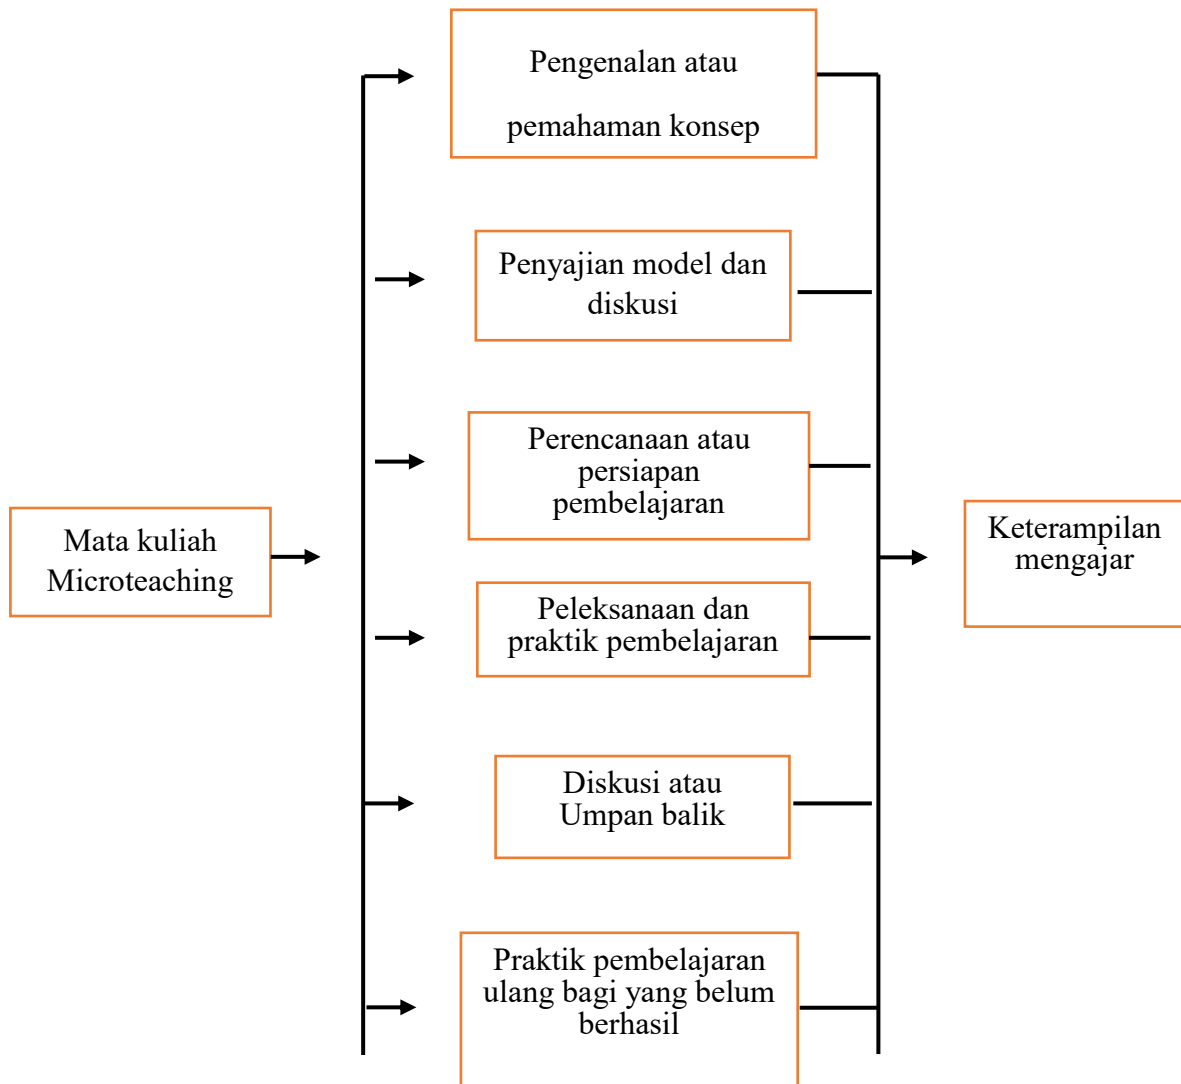 Pengenalan atau
pemahaman konsep
Penyajian model dan
diskusi
Perencanaan atau
persiapan
pembelajaran
Mata kuliah
Microteaching
Keterampilan
mengajar
Peleksanaan dan
praktik pembelajaran
Diskusi atau
Umpan balik
Praktik pembelajaran
ulang bagi yang belum
berhasil